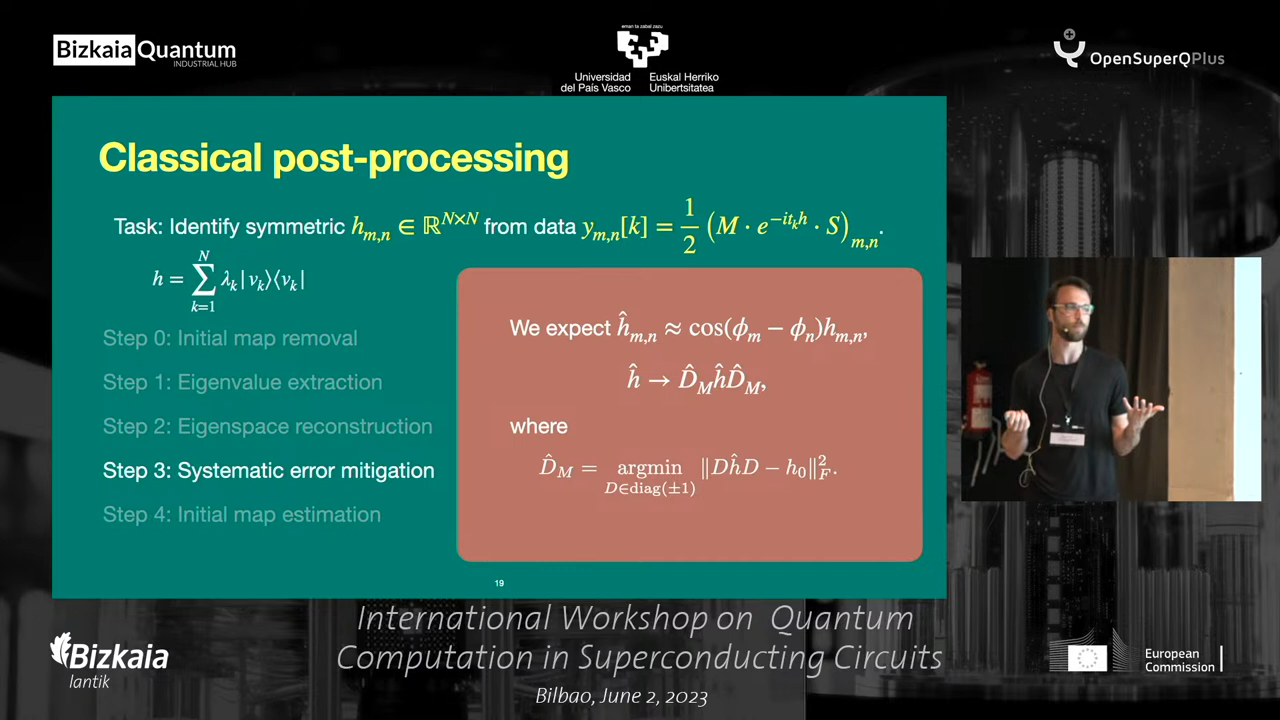 BizkaiaQuantum
INDUSTRIAL HUB
eman ta zabal zazu
Universidad del País Vasco
Euskal Herriko Unibertsitatea
OpenSuperQPlus
Classical post-processing
Task: Identify symmetric h_{m,n} ∈ ℝ^{N×N} from data y_{m,n}[k] = 1/2 (M · e^{-it_k h} · S)_{m,n}.
h = ∑_{k=1}^{N} λ_k|v_k⟩⟨v_k|
Step 0: Initial map removal
Step 1: Eigenvalue extraction
Step 2: Eigenspace reconstruction
Step 3: Systematic error mitigation
Step 4: Initial map estimation
We expect ĥ_{m,n} ≈ cos(ϕ_m − ϕ_n)h_{m,n},
ĥ → D̂_M ĥ D̂_M,
where
D̂_M = argmin_{D∈diag(±1)} ‖DĥD − h_0‖²_F.
19
International Workshop on Quantum
Computation in Superconducting Circuits
Bilbao, June 2, 2023
Bizkaia
lantik
European
Commission